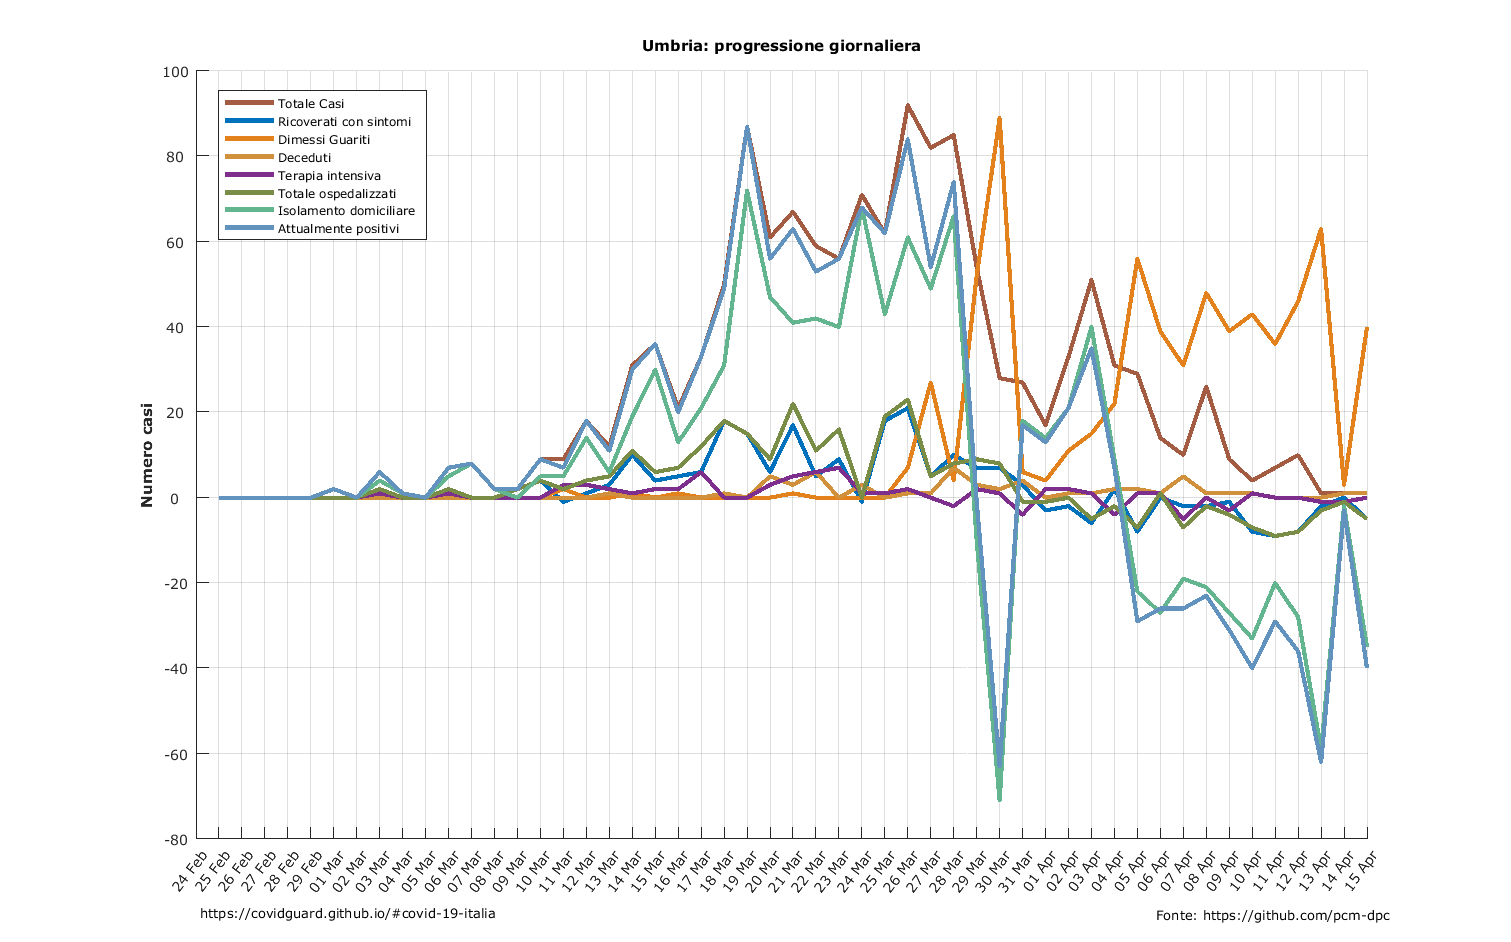 Umbria: progressione giornaliera
100
80
60
40
20
0
-20
-40
-60
-80
Numero casi
Totale Casi
Ricoverati con sintomi
Dimessi Guariti
Deceduti
Terapia intensiva
Totale ospedalizzati
Isolamento domiciliare
Attualmente positivi
24 Feb
25 Feb
26 Feb
27 Feb
28 Feb
29 Feb
01 Mar
02 Mar
03 Mar
04 Mar
05 Mar
06 Mar
07 Mar
08 Mar
09 Mar
10 Mar
11 Mar
12 Mar
13 Mar
14 Mar
15 Mar
16 Mar
17 Mar
18 Mar
19 Mar
20 Mar
21 Mar
22 Mar
23 Mar
24 Mar
25 Mar
26 Mar
27 Mar
28 Mar
29 Mar
30 Mar
31 Mar
01 Apr
02 Apr
03 Apr
04 Apr
05 Apr
06 Apr
07 Apr
08 Apr
09 Apr
10 Apr
11 Apr
12 Apr
13 Apr
14 Apr
15 Apr
https://covidguard.github.io/#covid-19-italia
Fonte: https://github.com/pcm-dpc